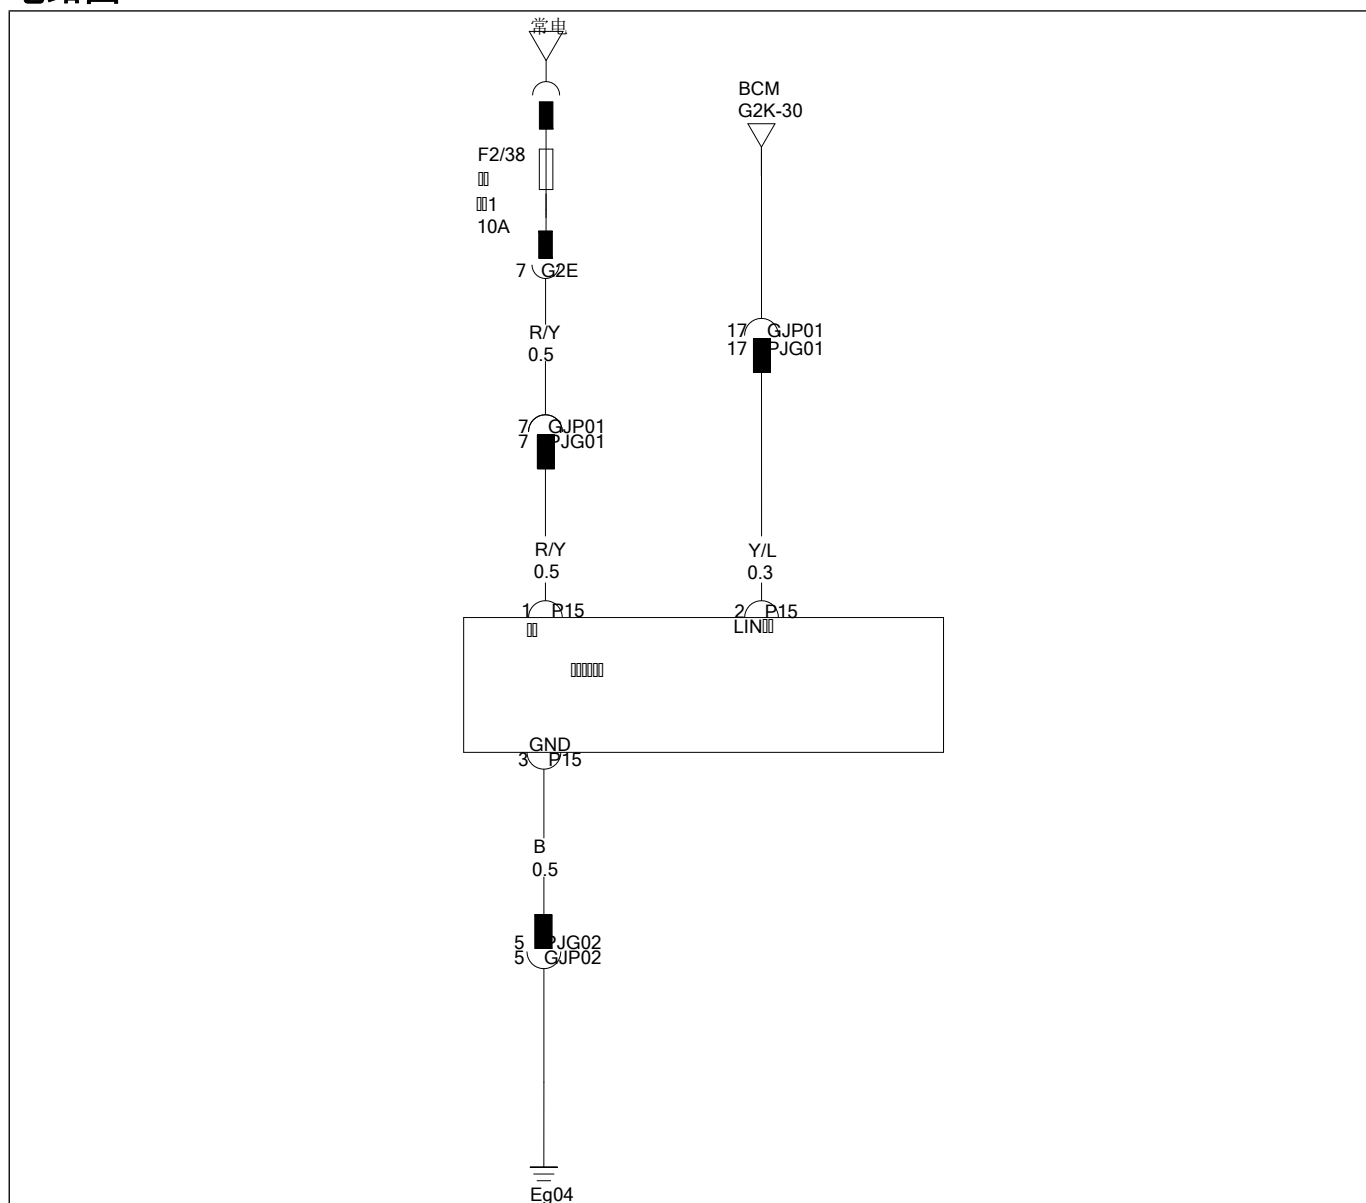 常电
BCM
G2K-30
F2/38
1
10A
7 G2E
R/Y
0.5
17 GJP01
17 PJG01
7 GJP01
7 PJG01
R/Y
0.5
Y/L
0.3
1 P15
2 P15
LIN
GND
3 P15
B
0.5
5 PJG02
5 GJP02
Eg04